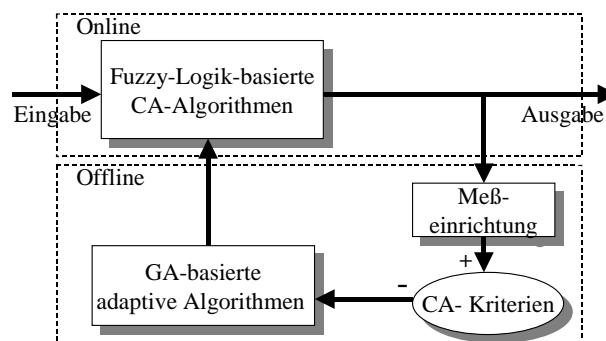 Online
Fuzzy-Logik-basierte
CA-Algorithmen
Eingabe
Ausgabe
Offline
Meß-
einrichtung
+
-
GA-basierte
adaptive Algorithmen
CA- Kriterien